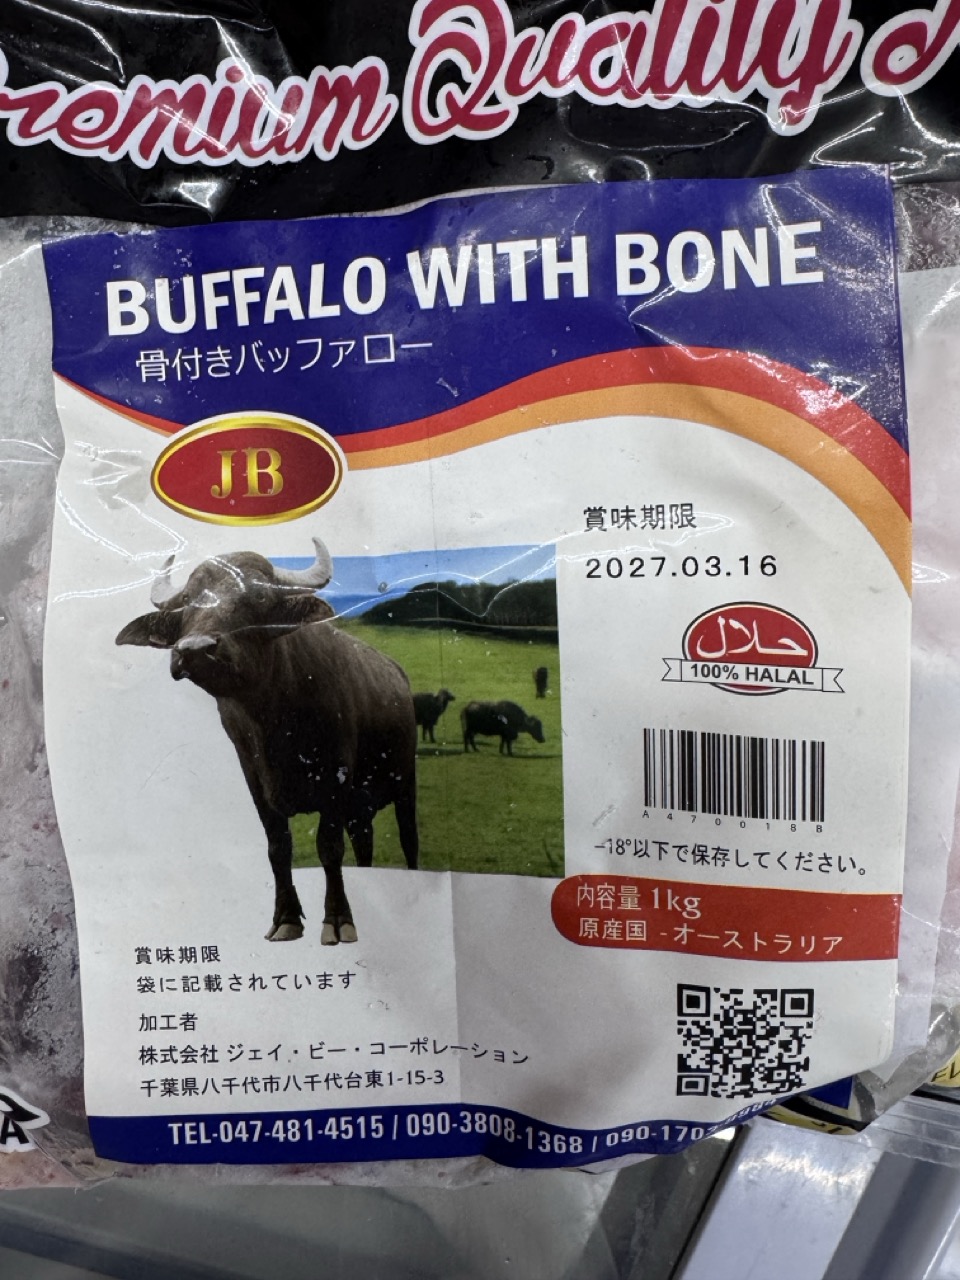 Premium Quality
BUFFALO WITH BONE
骨付きバッファロー
JB
賞味期限
2027.03.16
حلال
100% HALAL
A470018B
-18°以下で保存してください。
内容量 1kg
原産国 - オーストラリア
賞味期限
袋に記載されています
加工者
株式会社 ジェイ・ビー・コーポレーション
千葉県八千代市八千代台東1-15-3
TEL-047-481-4515 / 090-3808-1368 /